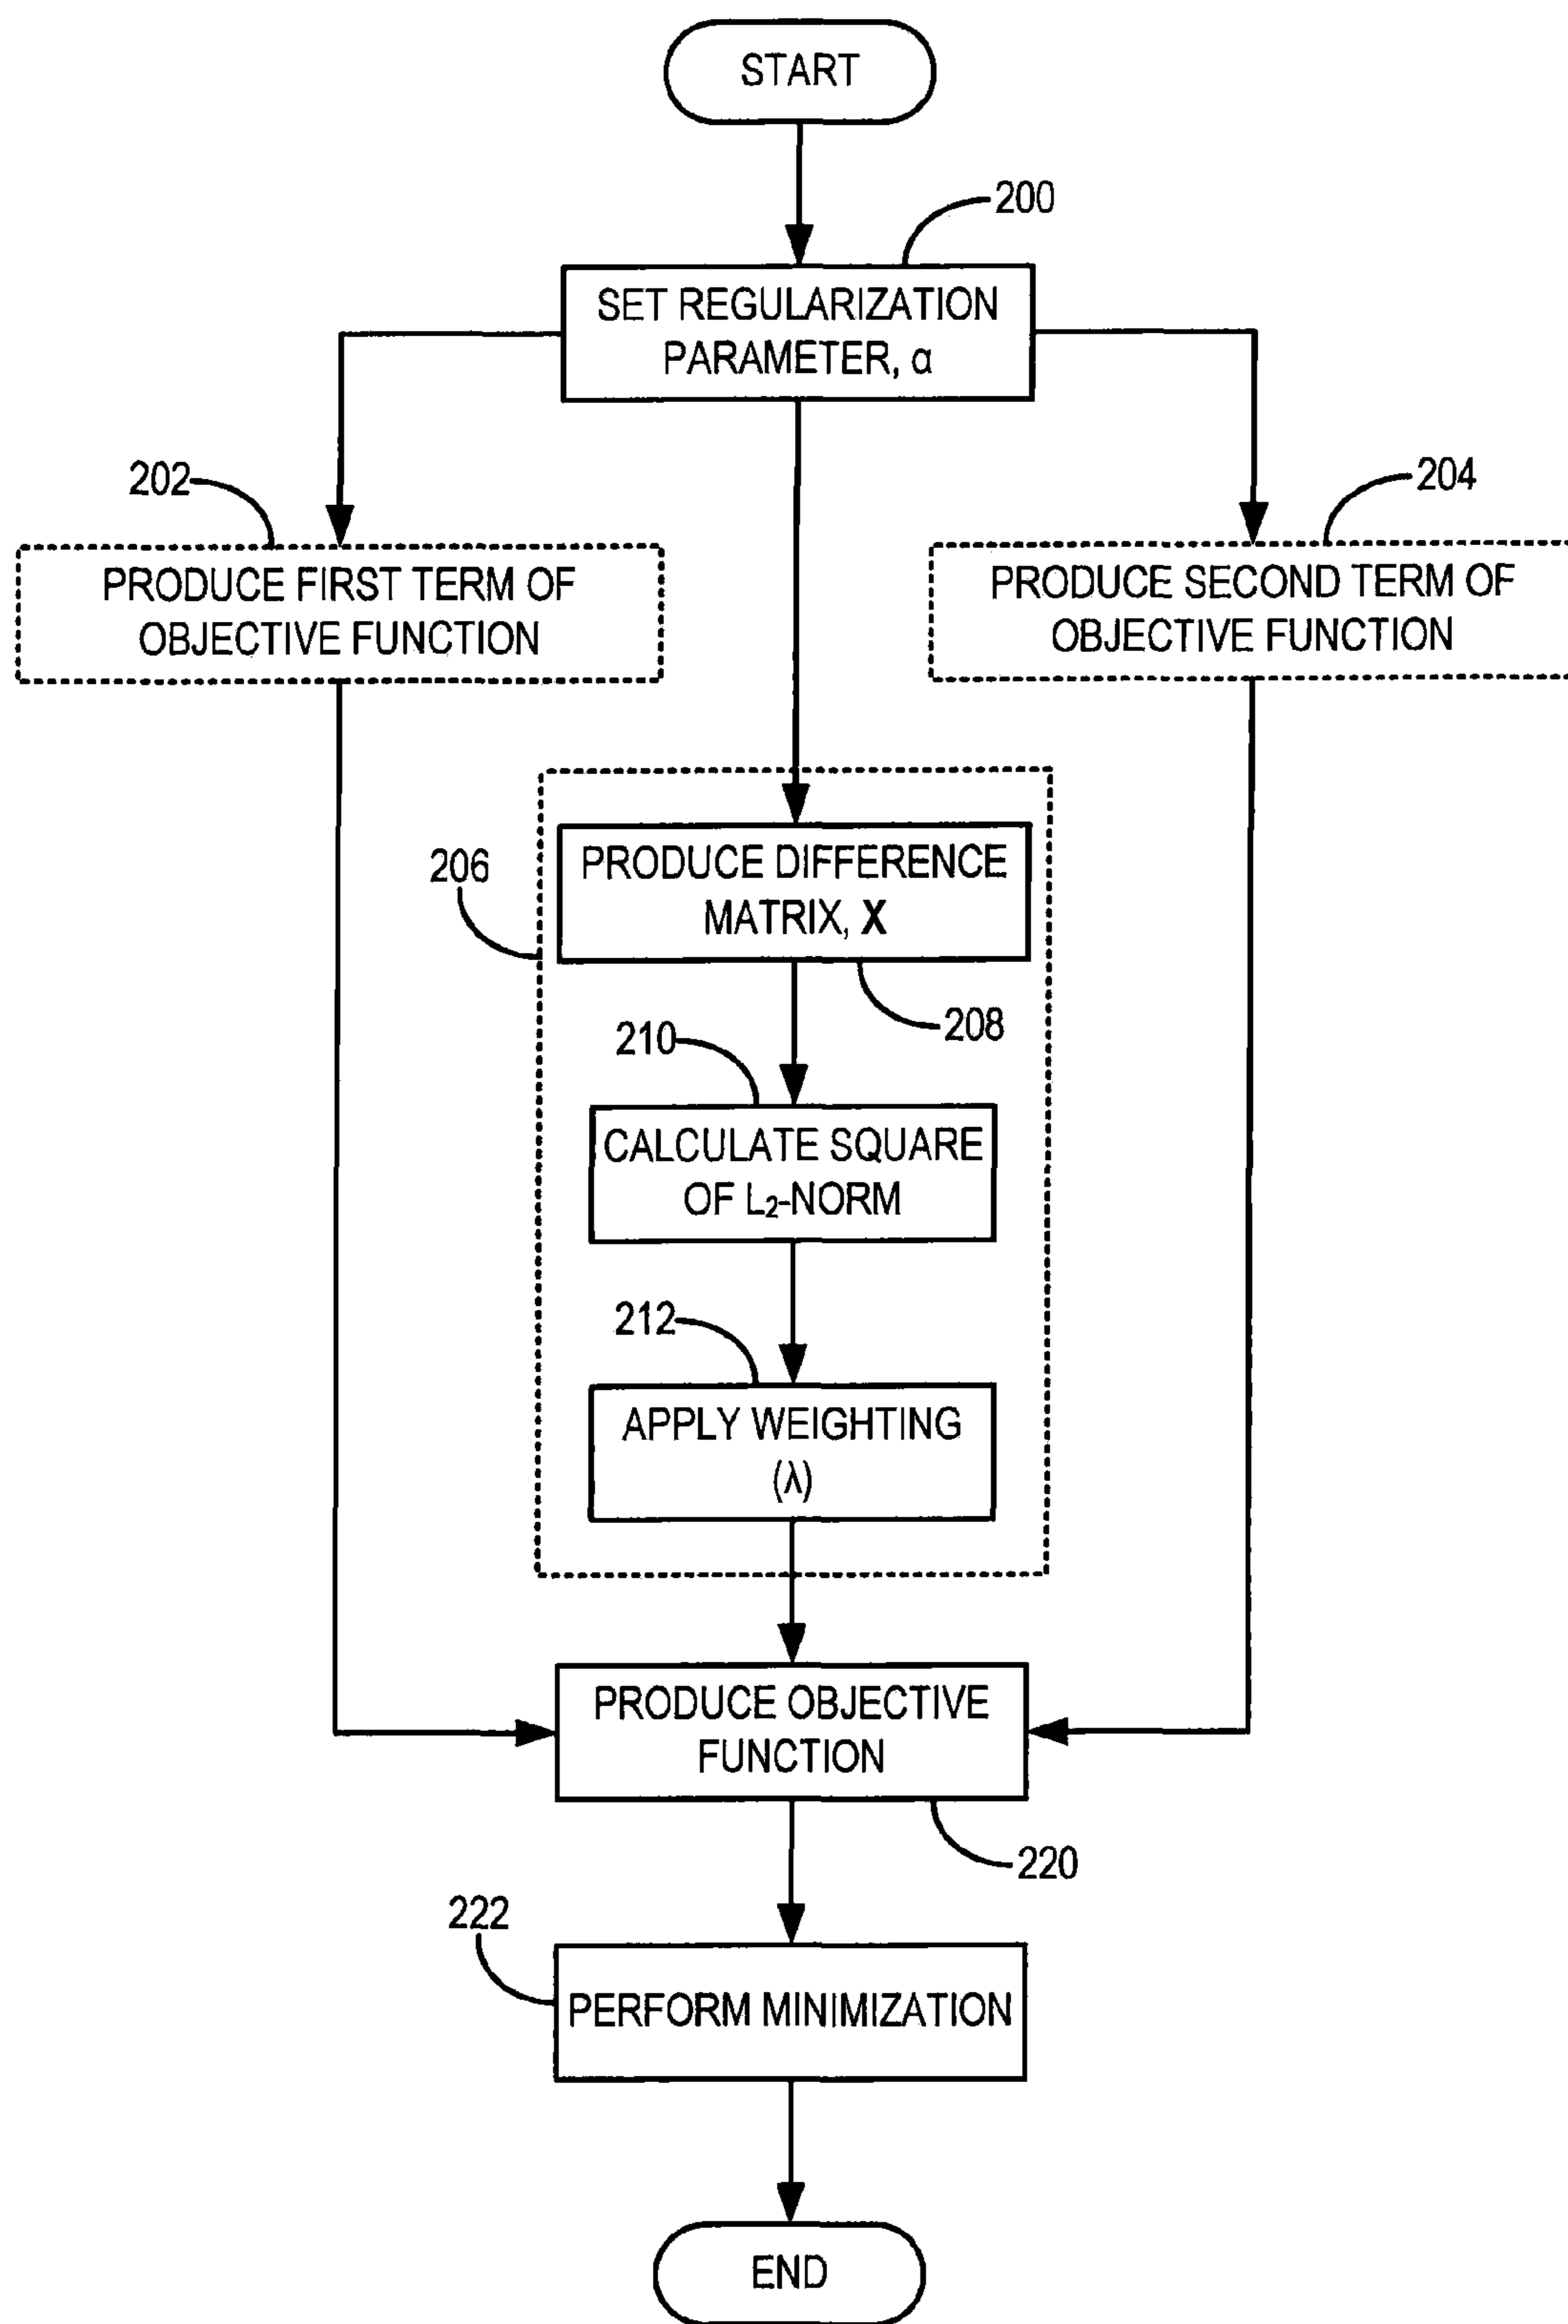 START
200
SET REGULARIZATION
PARAMETER, α
202
204
PRODUCE FIRST TERM OF
OBJECTIVE FUNCTION
PRODUCE SECOND TERM OF
OBJECTIVE FUNCTION
206
PRODUCE DIFFERENCE
MATRIX, X
208
210
CALCULATE SQUARE
OF L₂-NORM
212
APPLY WEIGHTING
(λ)
PRODUCE OBJECTIVE
FUNCTION
220
222
PERFORM MINIMIZATION
END